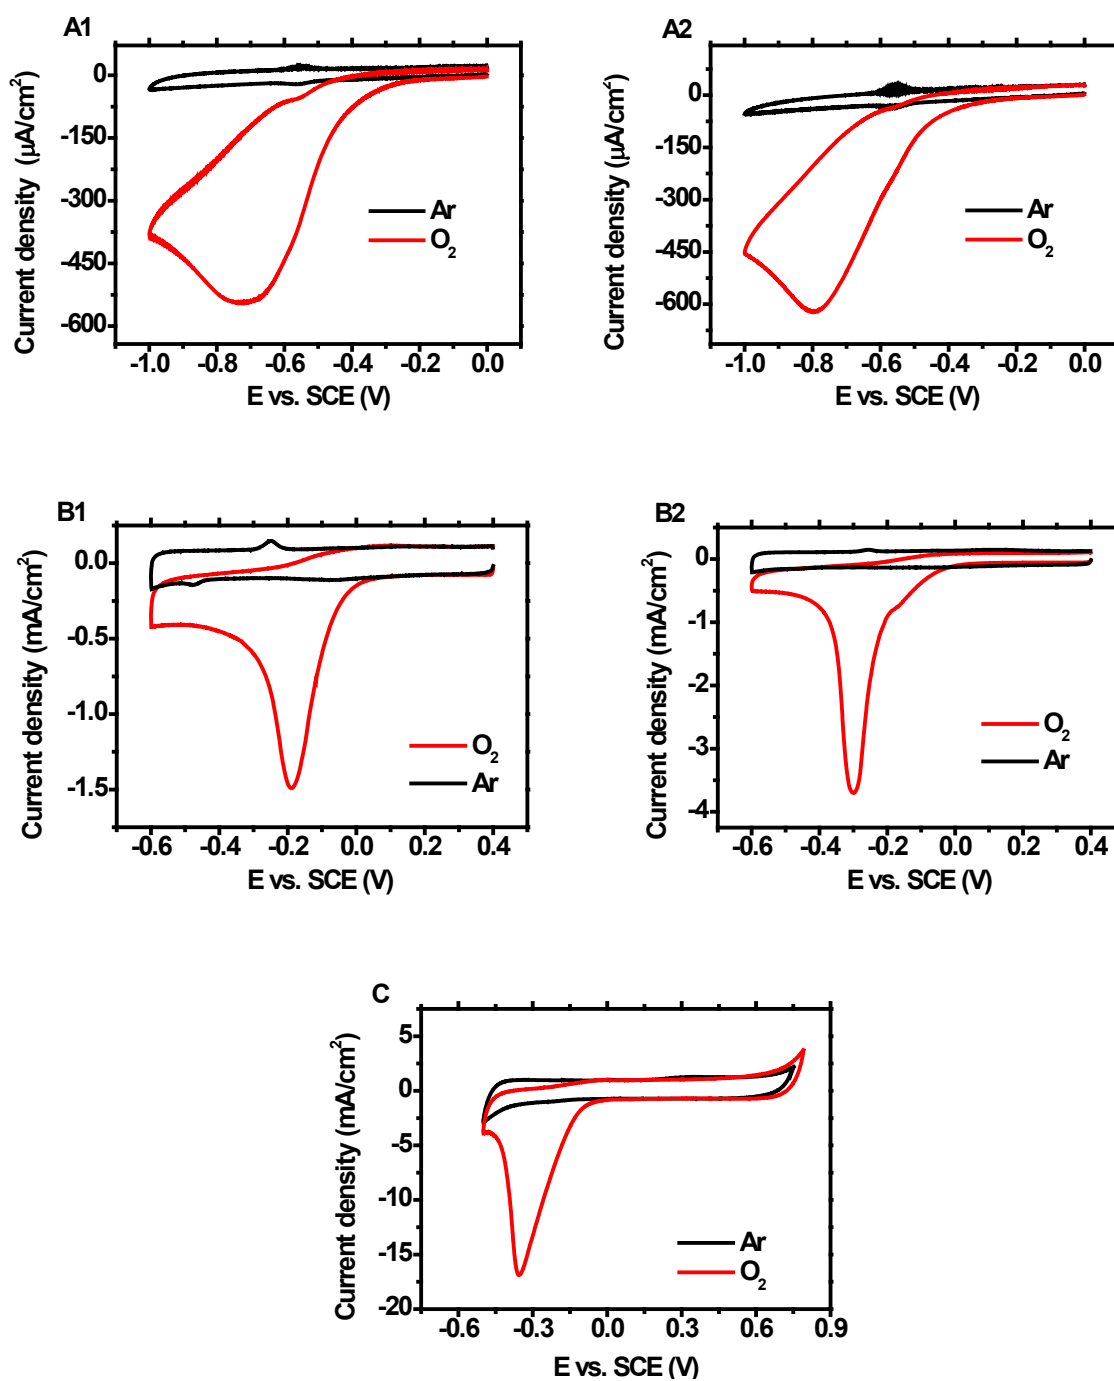 A1
Current density (μA/cm²)
0
-150
-300
-450
-600
Ar
O₂
-1.0 -0.8 -0.6 -0.4 -0.2 0.0
E vs. SCE (V)
A2
Current density (μA/cm²)
0
-150
-300
-450
-600
Ar
O₂
-1.0 -0.8 -0.6 -0.4 -0.2 0.0
E vs. SCE (V)
B1
Current density (mA/cm²)
0.0
-0.5
-1.0
-1.5
O₂
Ar
-0.6 -0.4 -0.2 0.0 0.2 0.4
E vs. SCE (V)
B2
Current density (mA/cm²)
0
-1
-2
-3
-4
O₂
Ar
-0.6 -0.4 -0.2 0.0 0.2 0.4
E vs. SCE (V)
C
Current density (mA/cm²)
5
0
-5
-10
-15
-20
Ar
O₂
-0.6 -0.3 0.0 0.3 0.6 0.9
E vs. SCE (V)